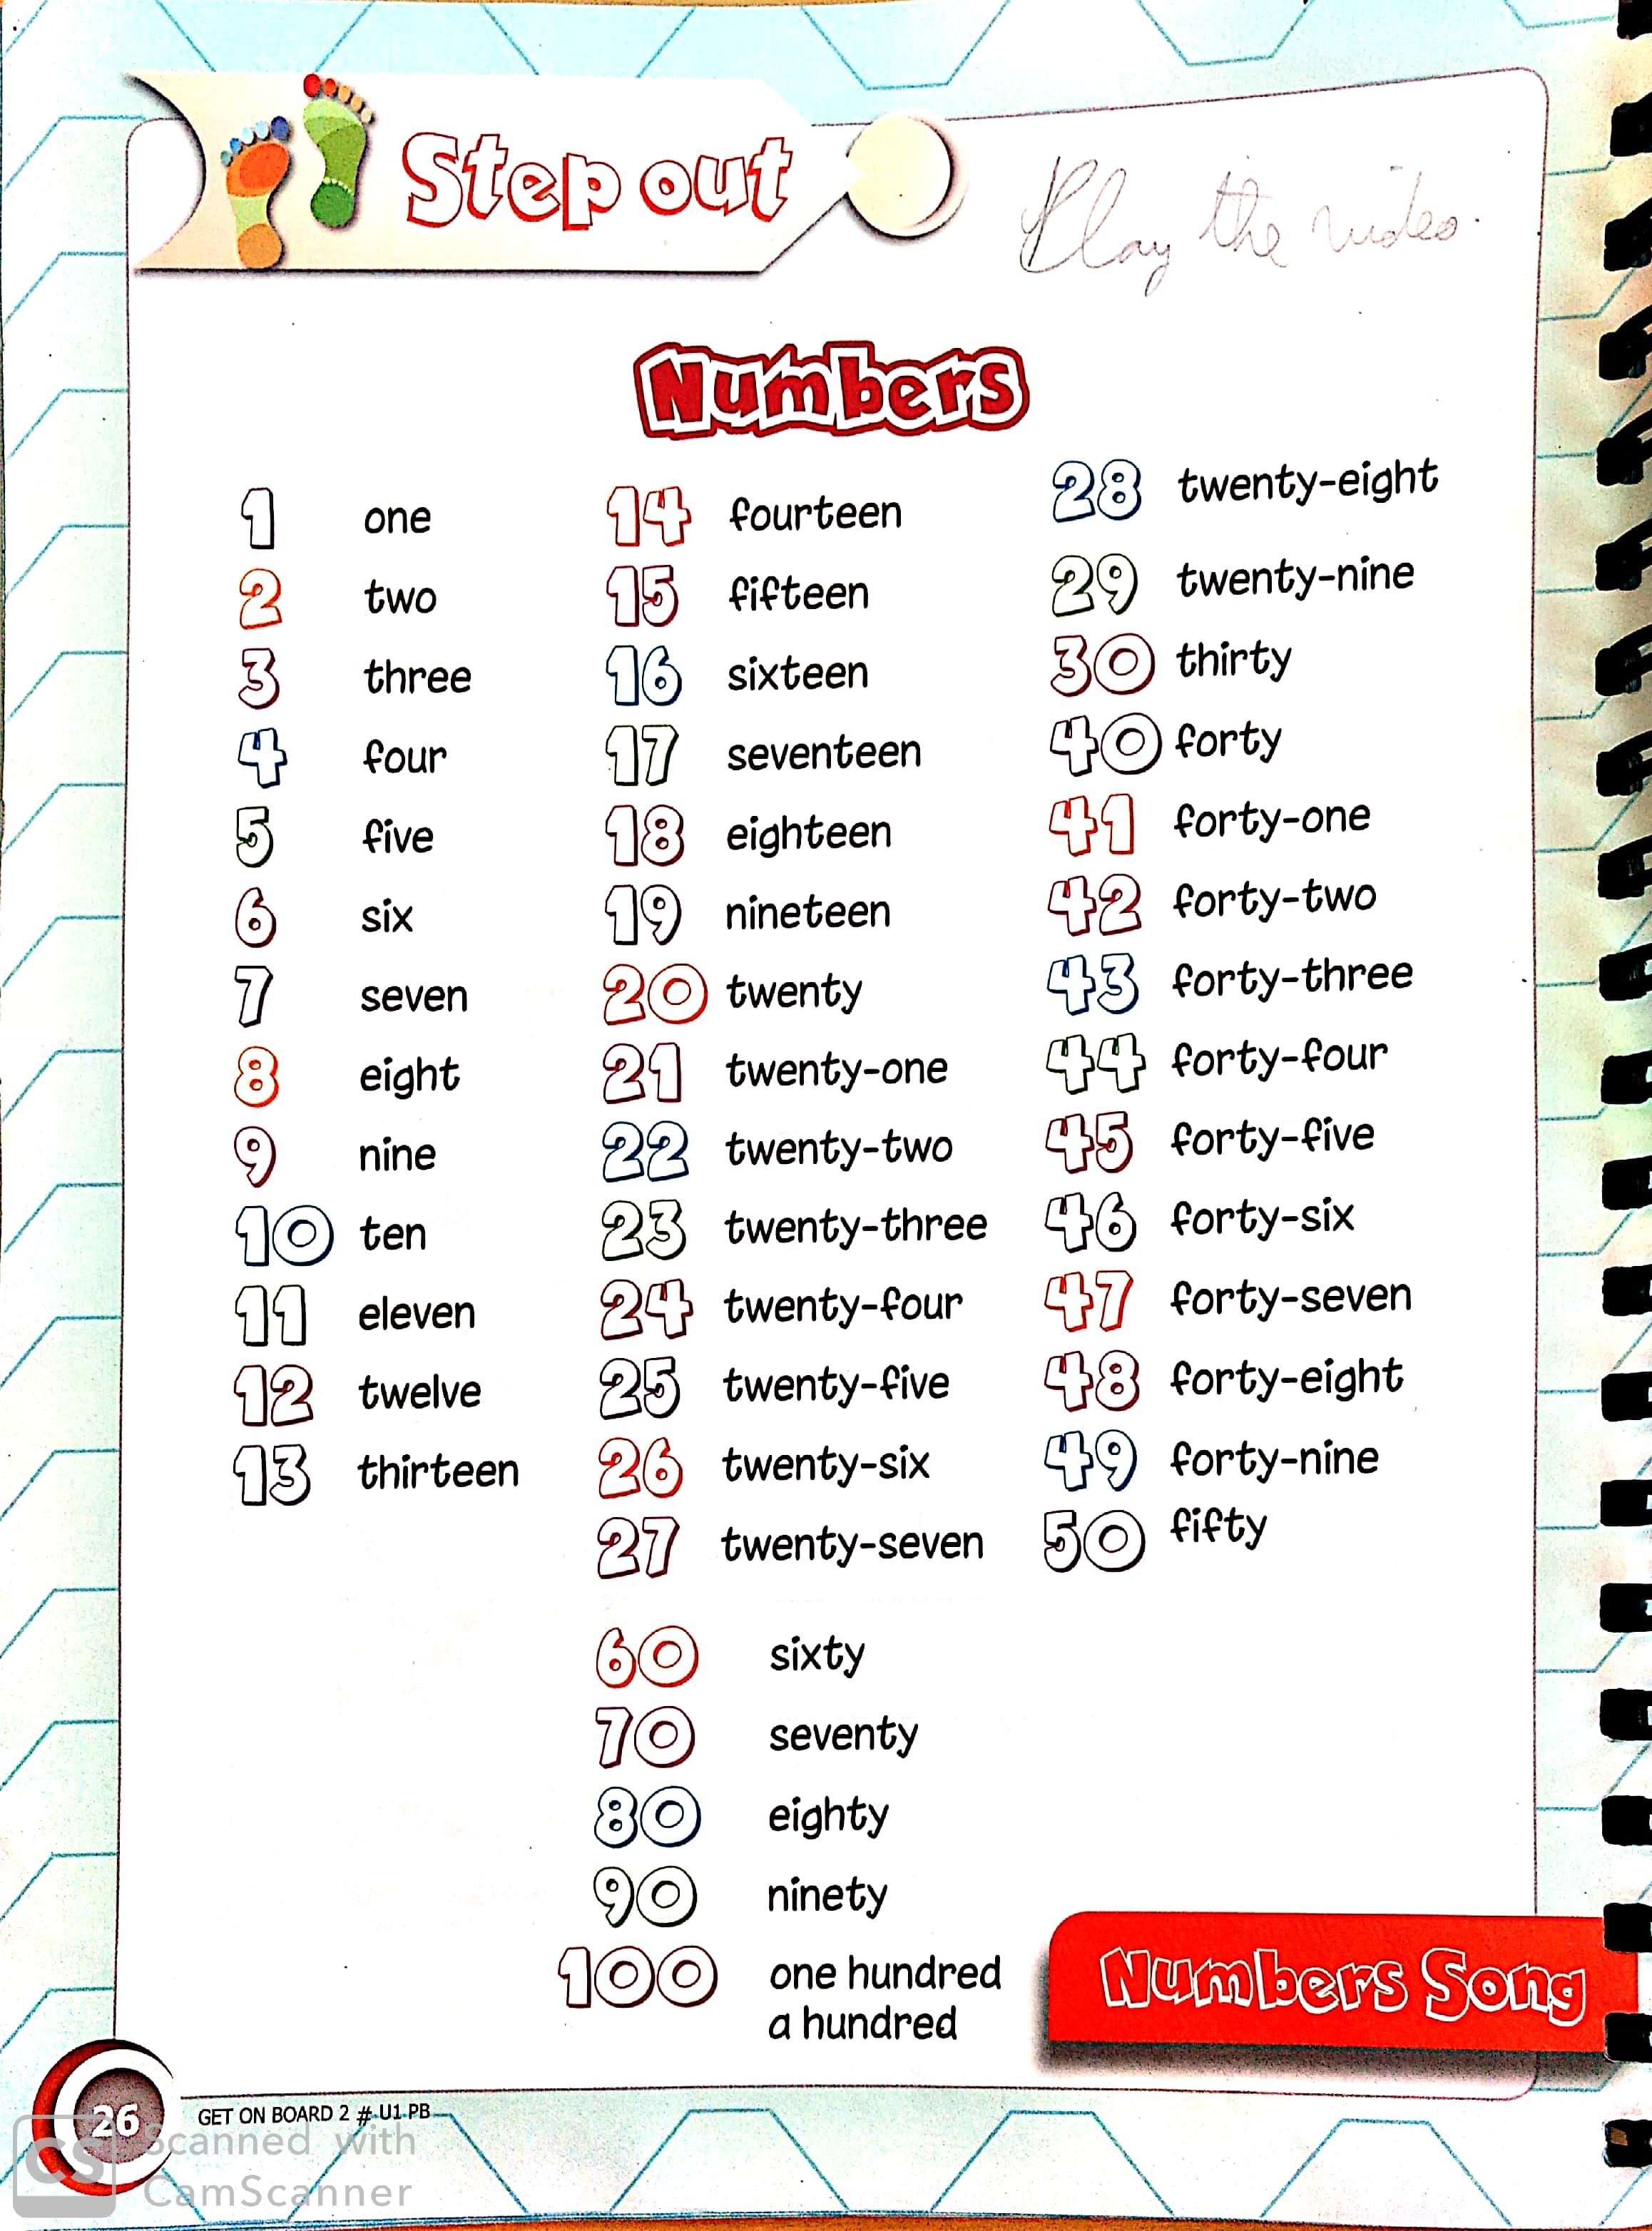 Step out
Play the video.
Numbers
1 one
2 two
3 three
4 four
5 five
6 six
7 seven
8 eight
9 nine
10 ten
11 eleven
12 twelve
13 thirteen
14 fourteen
15 fifteen
16 sixteen
17 seventeen
18 eighteen
19 nineteen
20 twenty
21 twenty-one
22 twenty-two
23 twenty-three
24 twenty-four
25 twenty-five
26 twenty-six
27 twenty-seven
28 twenty-eight
29 twenty-nine
30 thirty
40 forty
41 forty-one
42 forty-two
43 forty-three
44 forty-four
45 forty-five
46 forty-six
47 forty-seven
48 forty-eight
49 forty-nine
50 fifty
60 sixty
70 seventy
80 eighty
90 ninety
100 one hundred
a hundred
Numbers Song
26
GET ON BOARD 2 # U1 PB
CS
Scanned with
CamScanner